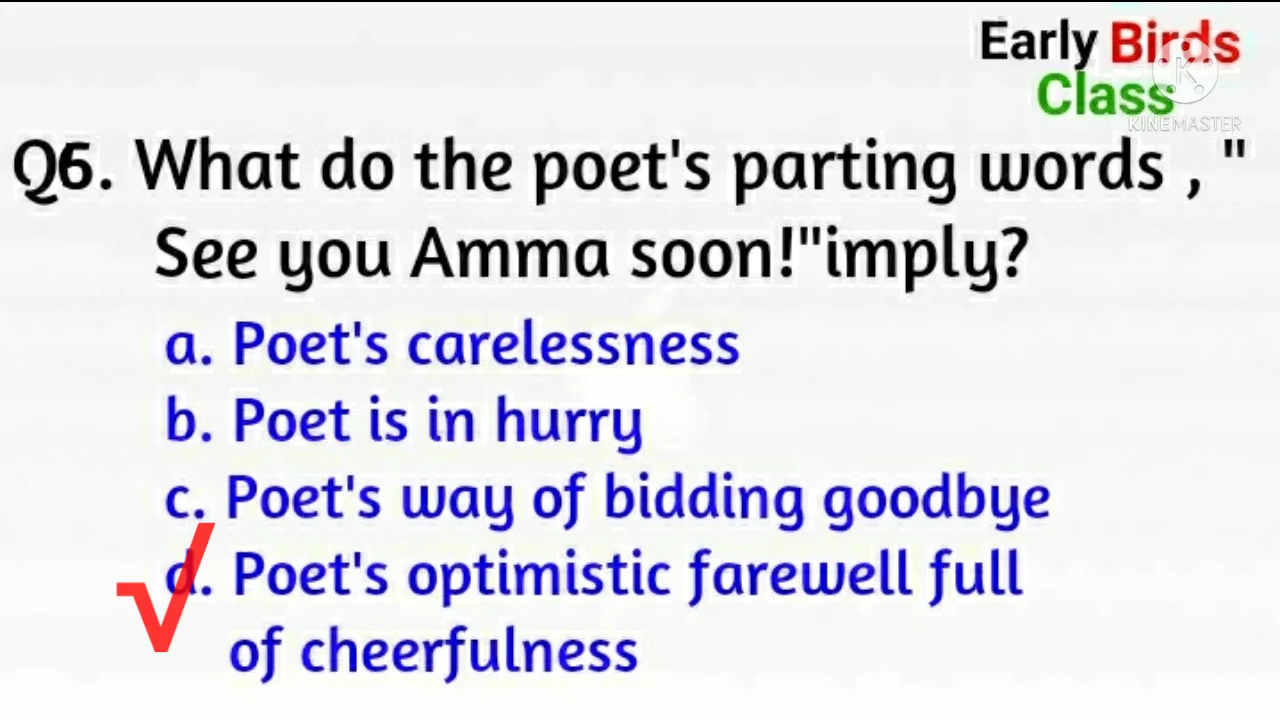 Early Birds
Class
KINEMASTER
Q6. What do the poet's parting words , "
See you Amma soon!"imply?
a. Poet's carelessness
b. Poet is in hurry
c. Poet's way of bidding goodbye
d. Poet's optimistic farewell full
of cheerfulness